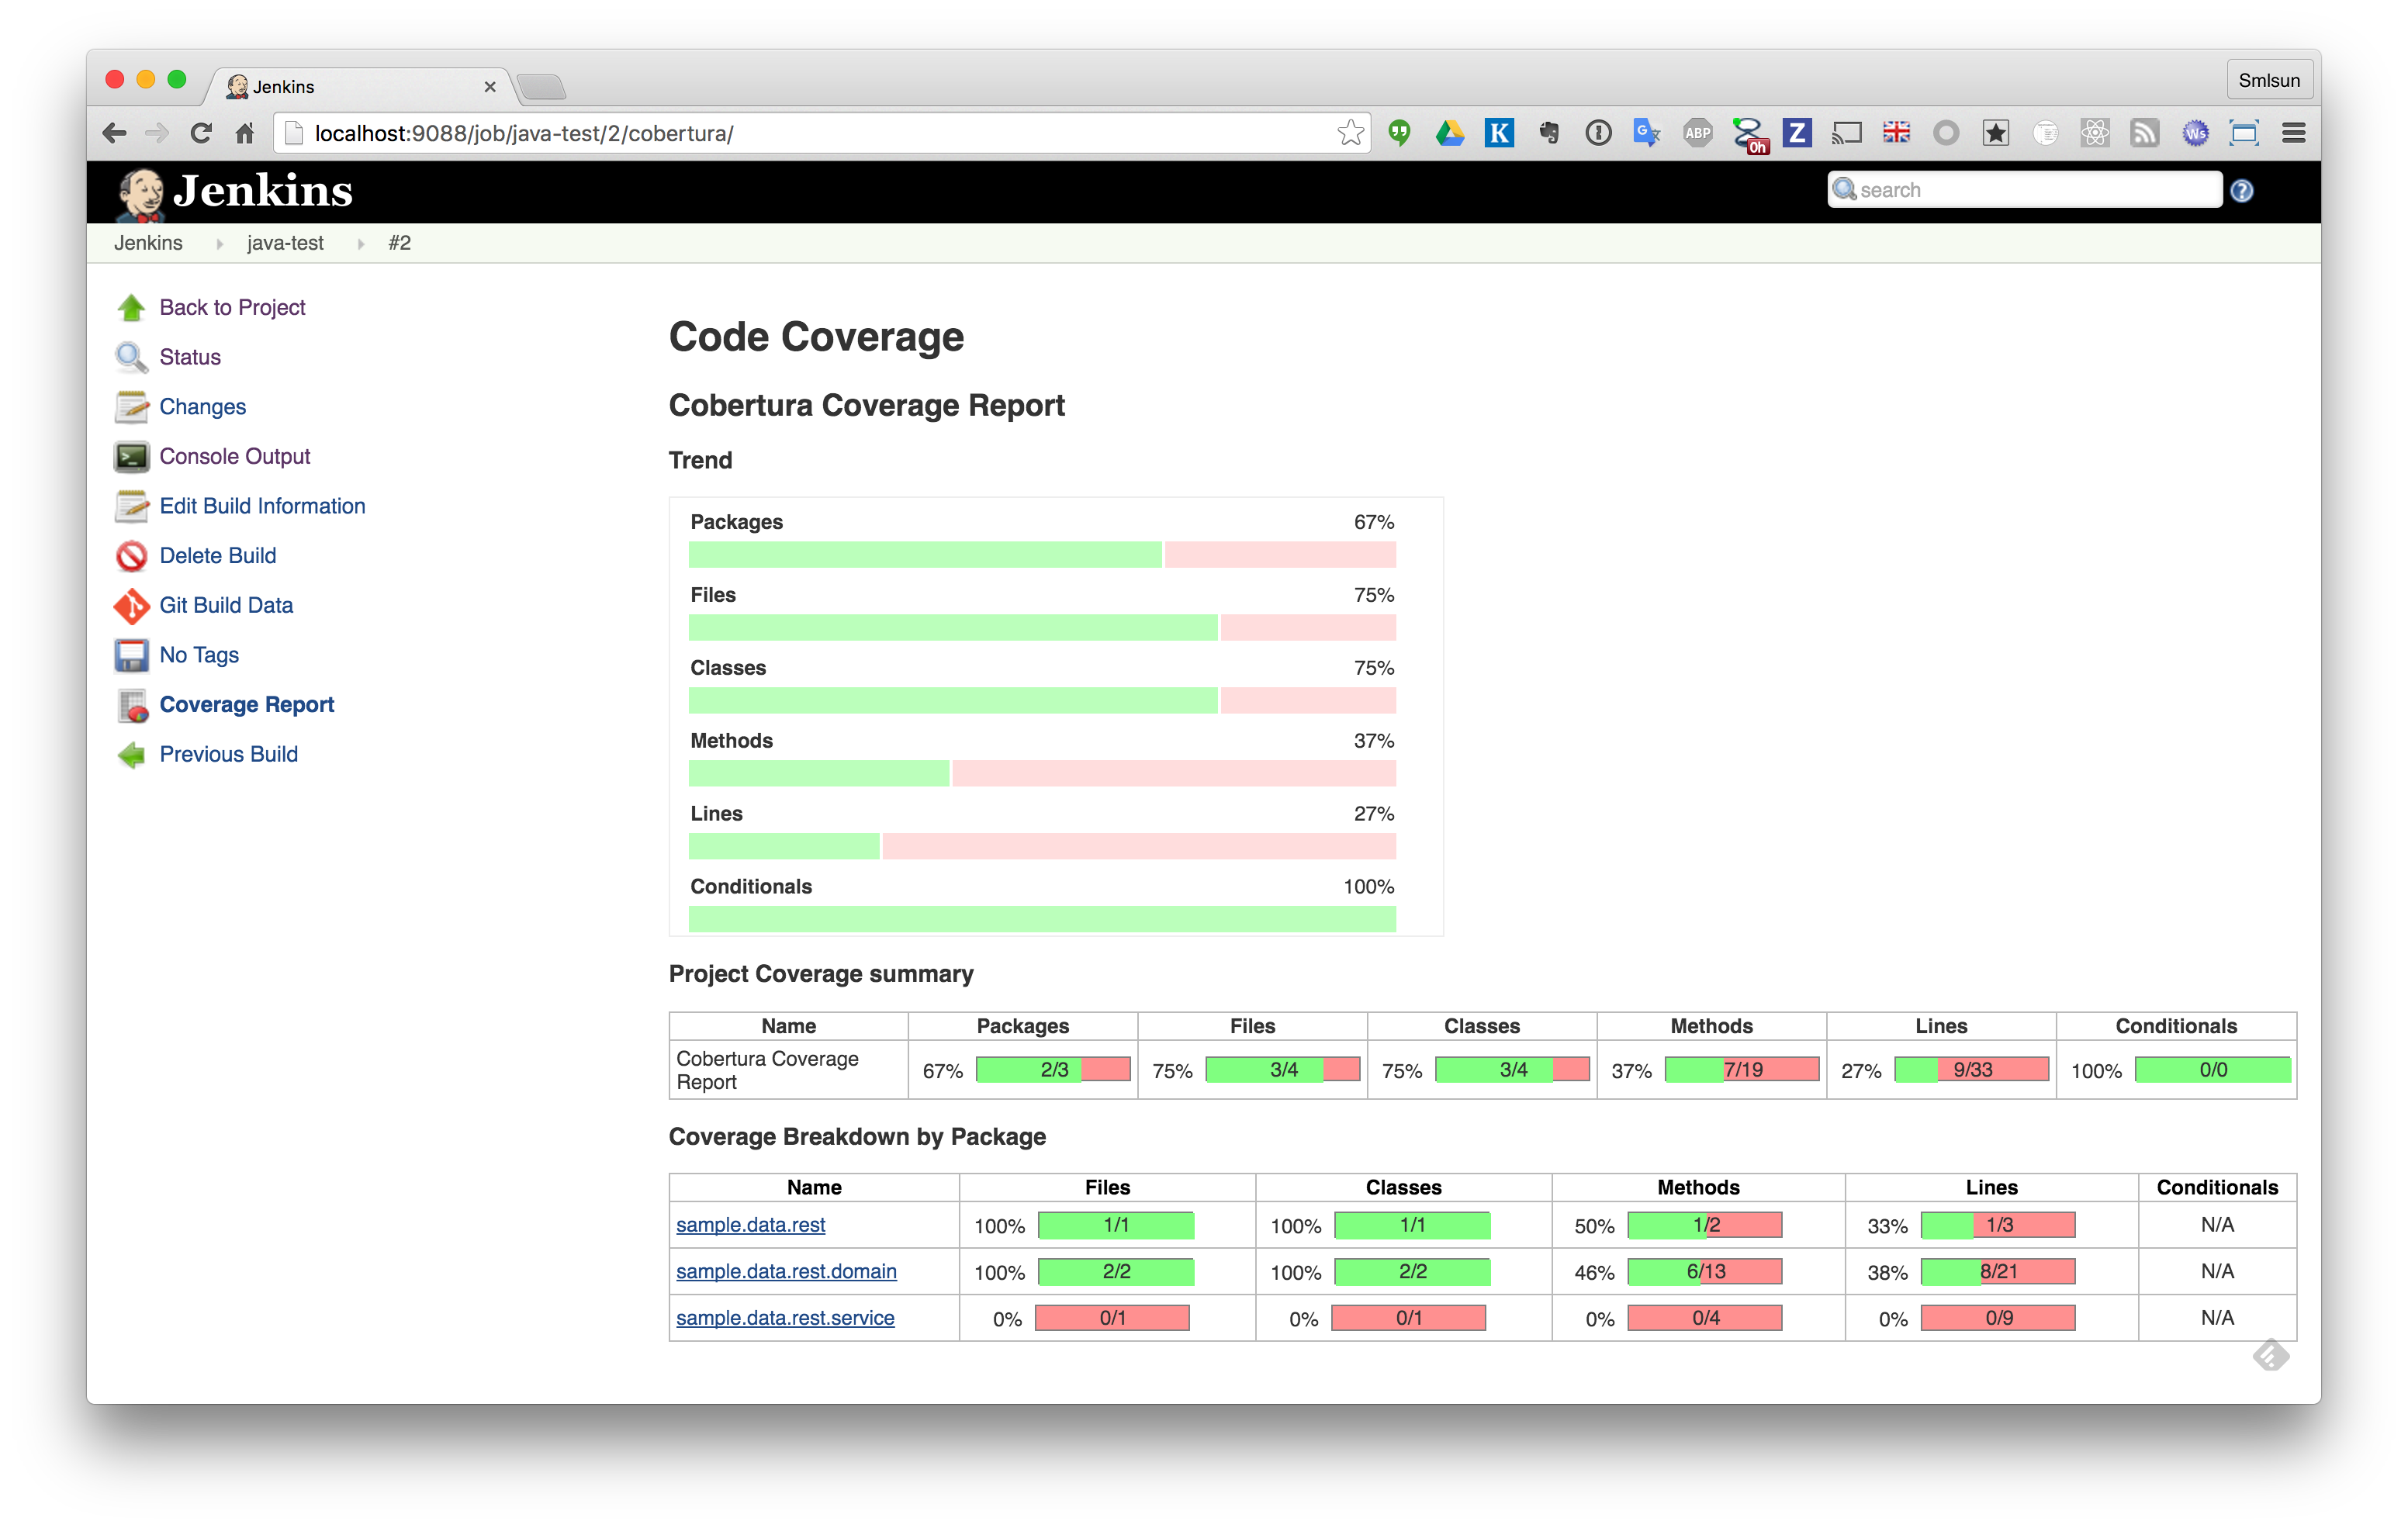 Jenkins
Smlsun
localhost:9088/job/java-test/2/cobertura/
K
ABP
0h
Z
Ws
Jenkins
search
?
Jenkins java-test #2
Back to Project
Status
Changes
Console Output
Edit Build Information
Delete Build
Git Build Data
No Tags
Coverage Report
Previous Build
Code Coverage
Cobertura Coverage Report
Trend
Packages 67%
Files 75%
Classes 75%
Methods 37%
Lines 27%
Conditionals 100%
Project Coverage summary
Name Packages Files Classes Methods Lines Conditionals
Cobertura Coverage
Report 67% 2/3 75% 3/4 75% 3/4 37% 7/19 27% 9/33 100% 0/0
Coverage Breakdown by Package
Name Files Classes Methods Lines Conditionals
sample.data.rest 100% 1/1 100% 1/1 50% 1/2 33% 1/3 N/A
sample.data.rest.domain 100% 2/2 100% 2/2 46% 6/13 38% 8/21 N/A
sample.data.rest.service 0% 0/1 0% 0/1 0% 0/4 0% 0/9 N/A